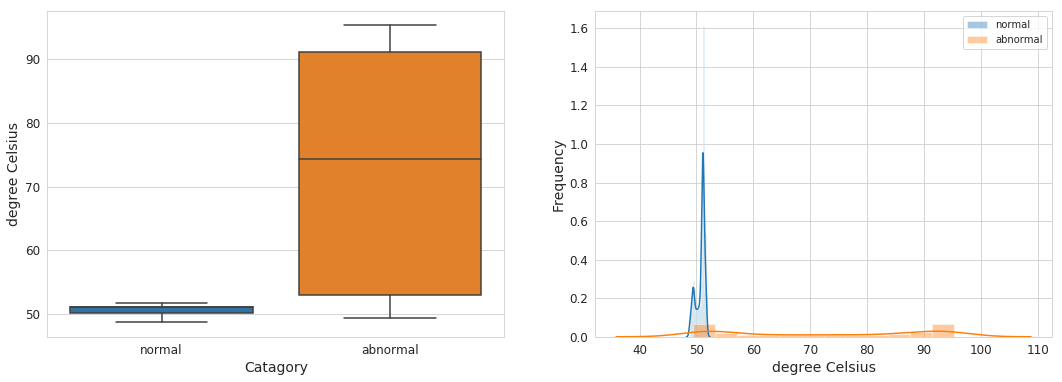 degree Celsius
90
80
70
60
50
normal
abnormal
Catagory
Frequency
1.6
1.4
1.2
1.0
0.8
0.6
0.4
0.2
0.0
normal
abnormal
40 50 60 70 80 90 100 110
degree Celsius